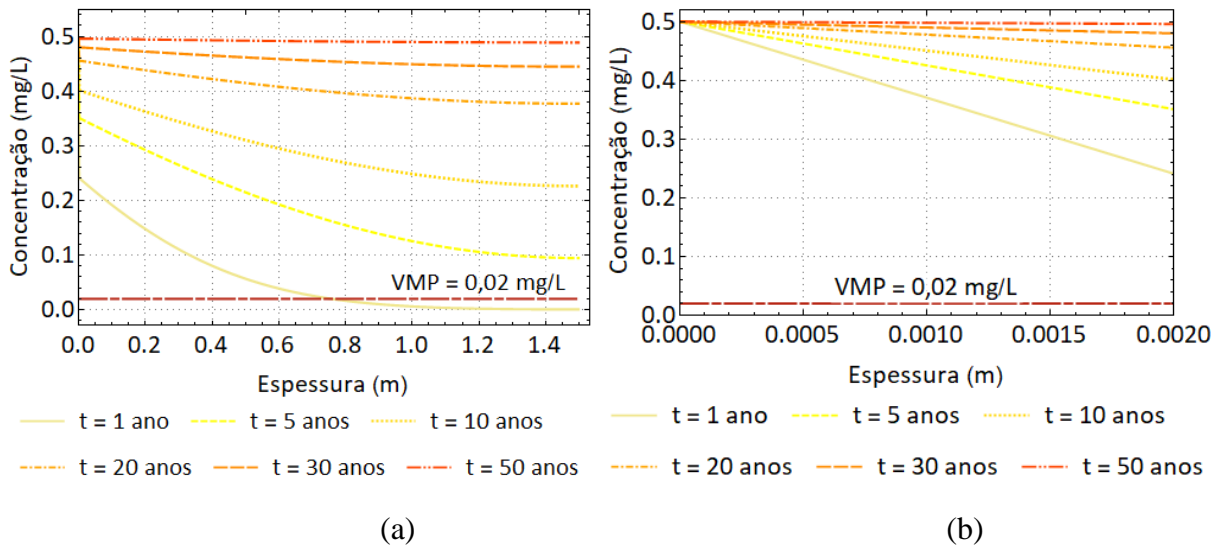 Concentração (mg/L)
0.5
0.4
0.3
0.2
0.1
0.0
VMP = 0,02 mg/L
0.0 0.2 0.4 0.6 0.8 1.0 1.2 1.4
Espessura (m)
t = 1 ano t = 5 anos t = 10 anos
t = 20 anos t = 30 anos t = 50 anos
(a)
Concentração (mg/L)
0.5
0.4
0.3
0.2
0.1
0.0
VMP = 0,02 mg/L
0.0000 0.0005 0.0010 0.0015 0.0020
Espessura (m)
t = 1 ano t = 5 anos t = 10 anos
t = 20 anos t = 30 anos t = 50 anos
(b)